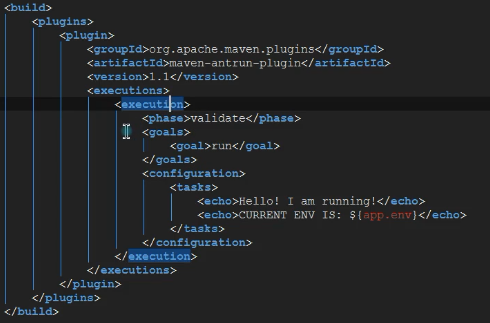 <build>
<plugins>
<plugin>
<groupId>org.apache.maven.plugins</groupId>
<artifactId>maven-antrun-plugin</artifactId>
<version>1.1</version>
<executions>
<execution>
<phase>validate</phase>
<goals>
<goal>run</goal>
</goals>
<configuration>
<tasks>
<echo>Hello! I am running!</echo>
<echo>CURRENT ENV IS: ${app.env}</echo>
</tasks>
</configuration>
</execution>
</executions>
</plugin>
</plugins>
</build>